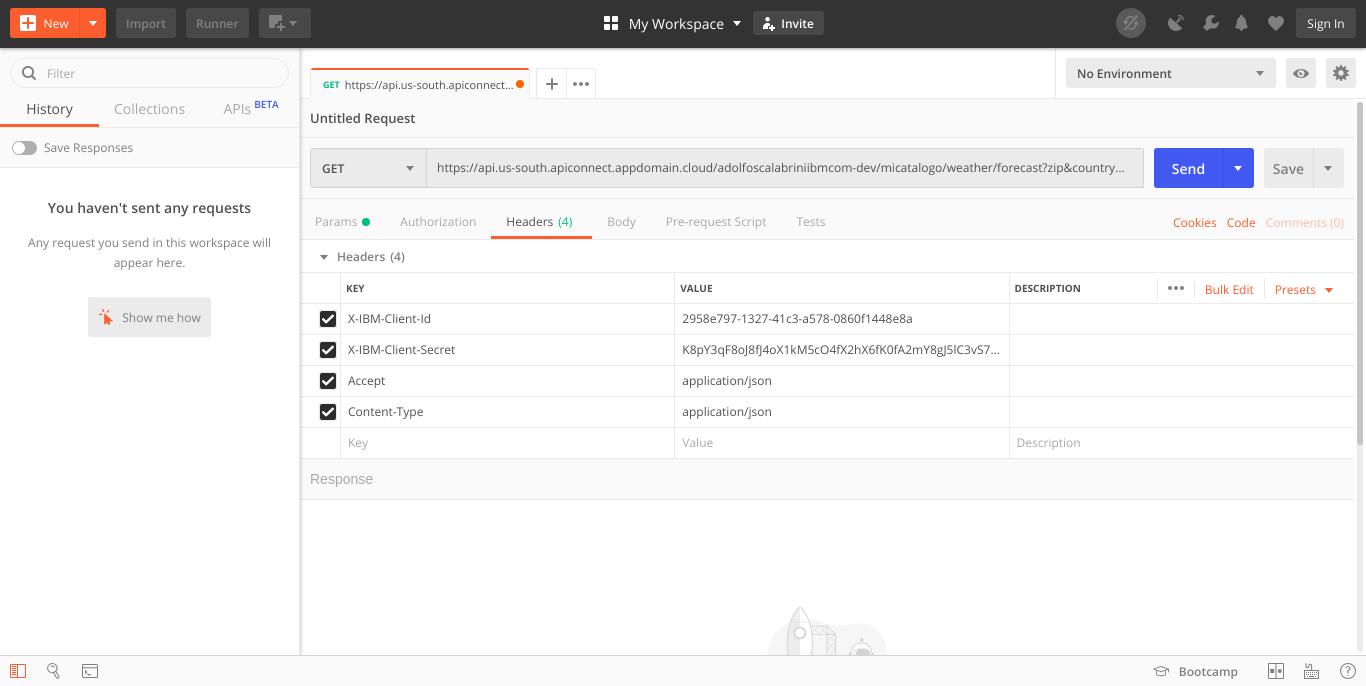 New
Import
Runner
My Workspace
Invite
Sign In
Filter
History
Collections
APIs BETA
Save Responses
You haven't sent any requests
Any request you send in this workspace will
appear here.
Show me how
GET https://api.us-south.apiconnect...
No Environment
Untitled Request
GET
https://api.us-south.apiconnect.appdomain.cloud/adolfoscalabriniibmcom-dev/micatalogo/weather/forecast?zip&country...
Send
Save
Params
Authorization
Headers (4)
Body
Pre-request Script
Tests
Cookies
Code
Comments (0)
Headers (4)
KEY VALUE DESCRIPTION
Bulk Edit
Presets
X-IBM-Client-Id 2958e797-1327-41c3-a578-0860f1448e8a
X-IBM-Client-Secret K8pY3qF8oJ8fJ4oX1kM5cO4fX2hX6fK0fA2mY8gJ5lC3vS7...
Accept application/json
Content-Type application/json
Key Value Description
Response
Bootcamp